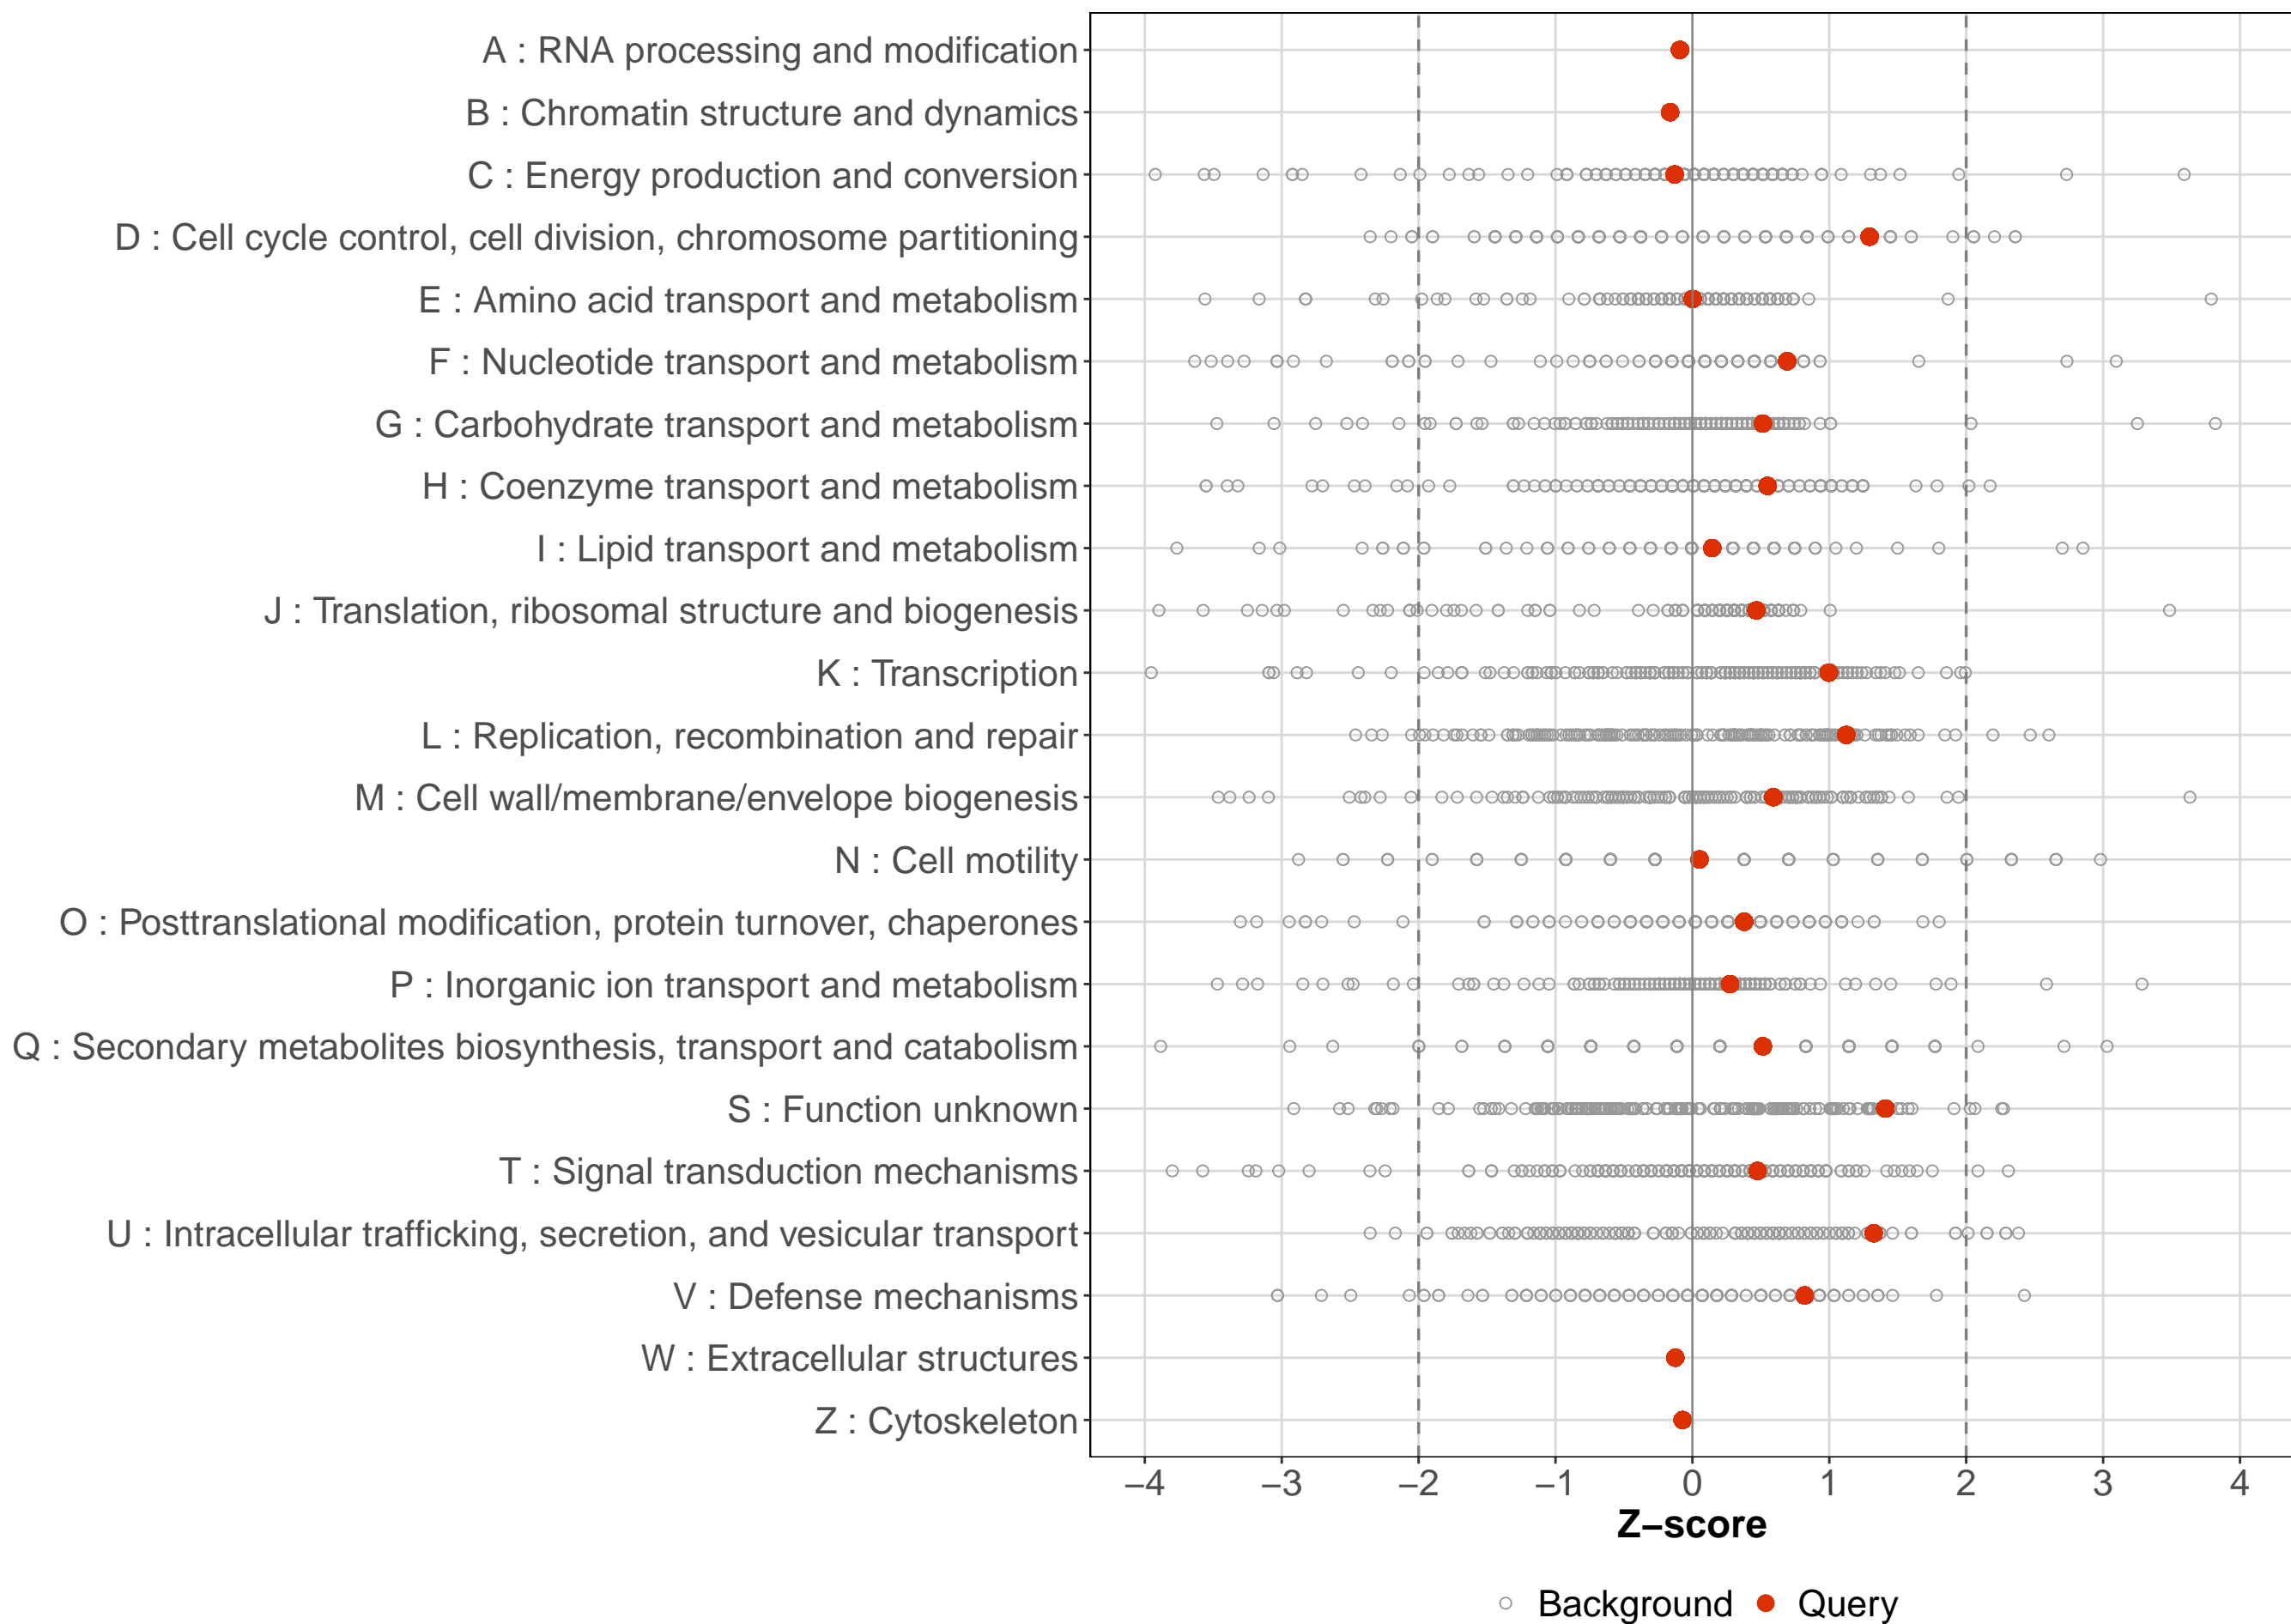 A : RNA processing and modification
B : Chromatin structure and dynamics
C : Energy production and conversion
D : Cell cycle control, cell division, chromosome partitioning
E : Amino acid transport and metabolism
F : Nucleotide transport and metabolism
G : Carbohydrate transport and metabolism
H : Coenzyme transport and metabolism
I : Lipid transport and metabolism
J : Translation, ribosomal structure and biogenesis
K : Transcription
L : Replication, recombination and repair
M : Cell wall/membrane/envelope biogenesis
N : Cell motility
O : Posttranslational modification, protein turnover, chaperones
P : Inorganic ion transport and metabolism
Q : Secondary metabolites biosynthesis, transport and catabolism
S : Function unknown
T : Signal transduction mechanisms
U : Intracellular trafficking, secretion, and vesicular transport
V : Defense mechanisms
W : Extracellular structures
Z : Cytoskeleton
−4 −3 −2 −1 0 1 2 3 4
Z−score
Background Query